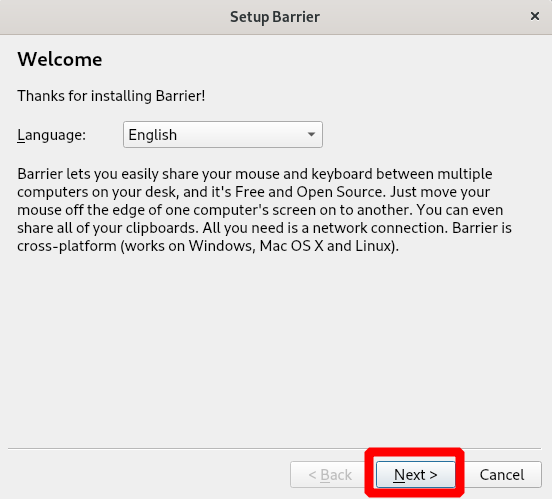 Setup Barrier
Welcome
Thanks for installing Barrier!
Language: English
Barrier lets you easily share your mouse and keyboard between multiple
computers on your desk, and it's Free and Open Source. Just move your
mouse off the edge of one computer's screen on to another. You can even
share all of your clipboards. All you need is a network connection. Barrier is
cross-platform (works on Windows, Mac OS X and Linux).
< Back Next > Cancel